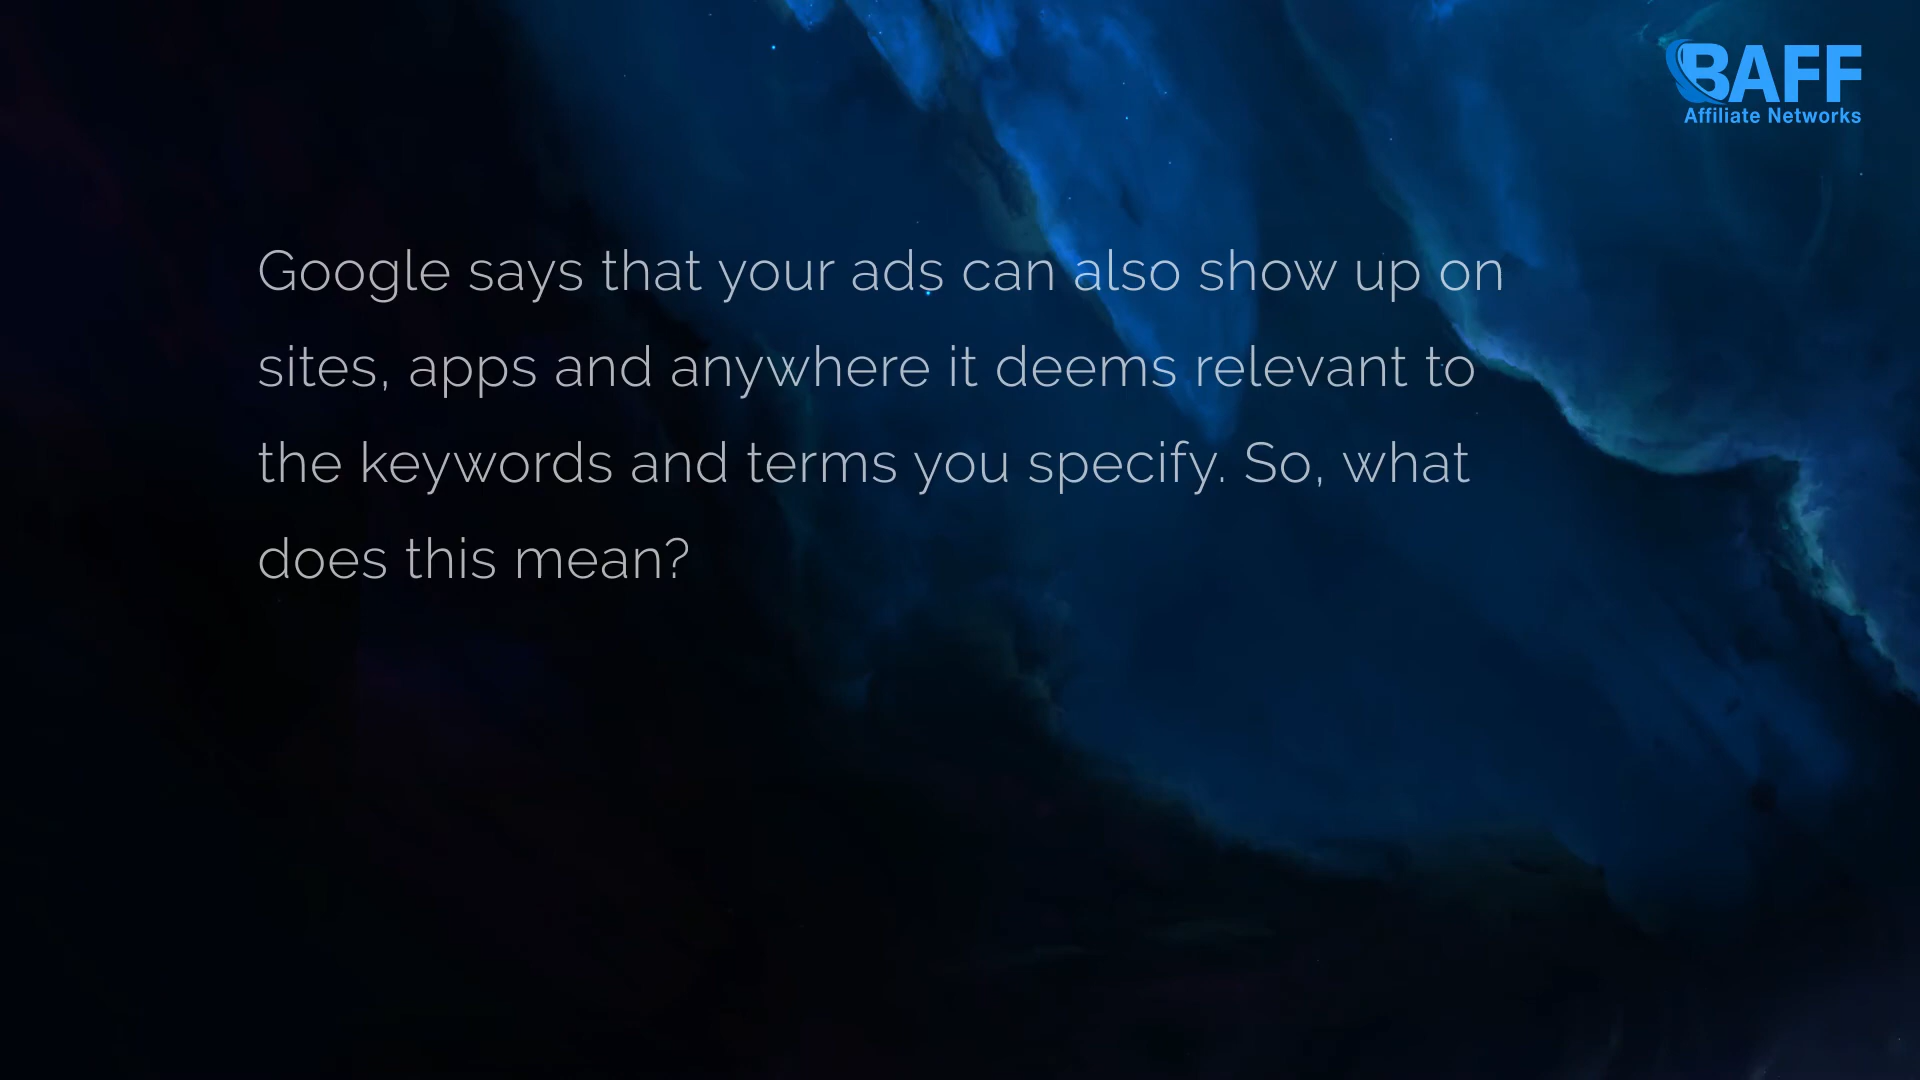 BAFF
Affiliate Networks
Google says that your ads can also show up on
sites, apps and anywhere it deems relevant to
the keywords and terms you specify. So, what
does this mean?